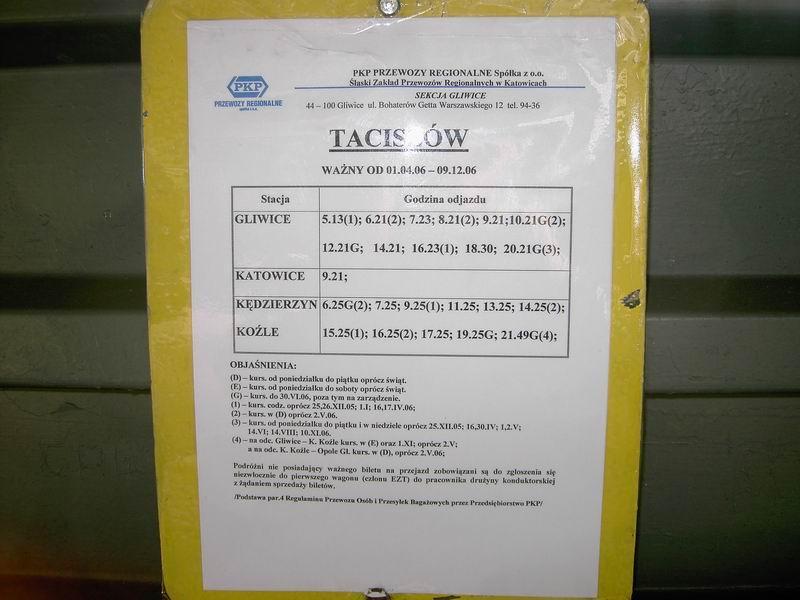 PKP
PRZEWOZY REGIONALNE
spółka z o.o.
PKP PRZEWOZY REGIONALNE Spółka z o.o.
Śląski Zakład Przewozów Regionalnych w Katowicach
SEKCJA GLIWICE
44 – 100 Gliwice ul. Bohaterów Getta Warszawskiego 12 tel. 94-36
TACISZÓW
WAŻNY OD 01.04.06 – 09.12.06
Stacja Godzina odjazdu
GLIWICE 5.13(1); 6.21(2); 7.23; 8.21(2); 9.21;10.21G(2);
12.21G; 14.21; 16.23(1); 18.30; 20.21G(3);
KATOWICE 9.21;
KĘDZIERZYN 6.25G(2); 7.25; 9.25(1); 11.25; 13.25; 14.25(2);
KOŹLE 15.25(1); 16.25(2); 17.25; 19.25G; 21.49G(4);
OBJAŚNIENIA:
(D) – kurs. od poniedziałku do piątku oprócz świąt.
(E) – kurs. od poniedziałku do soboty oprócz świąt.
(G) – kurs. do 30.VI.06, poza tym na zarządzenie.
(1) – kurs. codz. oprócz 25,26.XII.05; 1.I; 16,17.IV.06;
(2) – kurs. w (D) oprócz 2.V.06.
(3) – kurs. od poniedziałku do piątku i w niedziele oprócz 25.XII.05; 16,30.IV; 1,2.V;
14.VI; 14.VIII; 10.XI.06.
(4) – na odc. Gliwice – K. Koźle kurs. w (E) oraz 1.XI; oprócz 2.V;
a na odc. K. Koźle – Opole Gł. kurs. w (D), oprócz 2.V.06;
Podróżni nie posiadający ważnego biletu na przejazd zobowiązani są do zgłoszenia się
niezwłocznie do pierwszego wagonu (członu EZT) do pracownika drużyny konduktorskiej
z żądaniem sprzedaży biletów.
/Podstawa par.4 Regulaminu Przewozu Osób i Przesyłek Bagażowych przez Przedsiębiorstwo PKP/